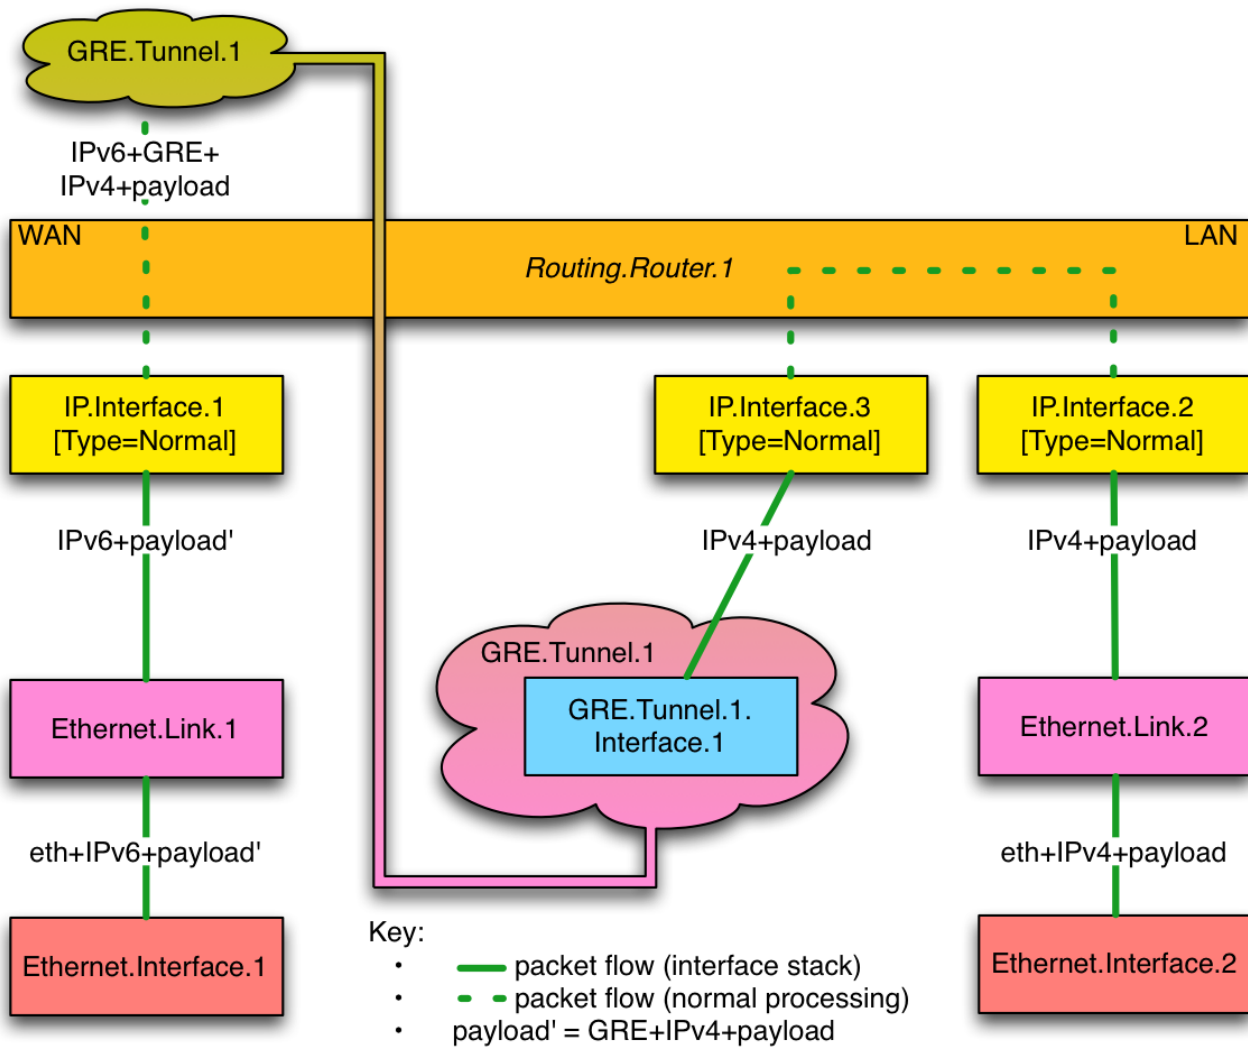 GRE.Tunnel.1
IPv6+GRE+
IPv4+payload
WAN
LAN
Routing.Router.1
IP.Interface.1
[Type=Normal]
IP.Interface.3
[Type=Normal]
IP.Interface.2
[Type=Normal]
IPv6+payload'
IPv4+payload
IPv4+payload
GRE.Tunnel.1
GRE.Tunnel.1.
Interface.1
Ethernet.Link.1
Ethernet.Link.2
eth+IPv6+payload'
eth+IPv4+payload
Ethernet.Interface.1
Ethernet.Interface.2
Key:
• packet flow (interface stack)
• packet flow (normal processing)
• payload' = GRE+IPv4+payload